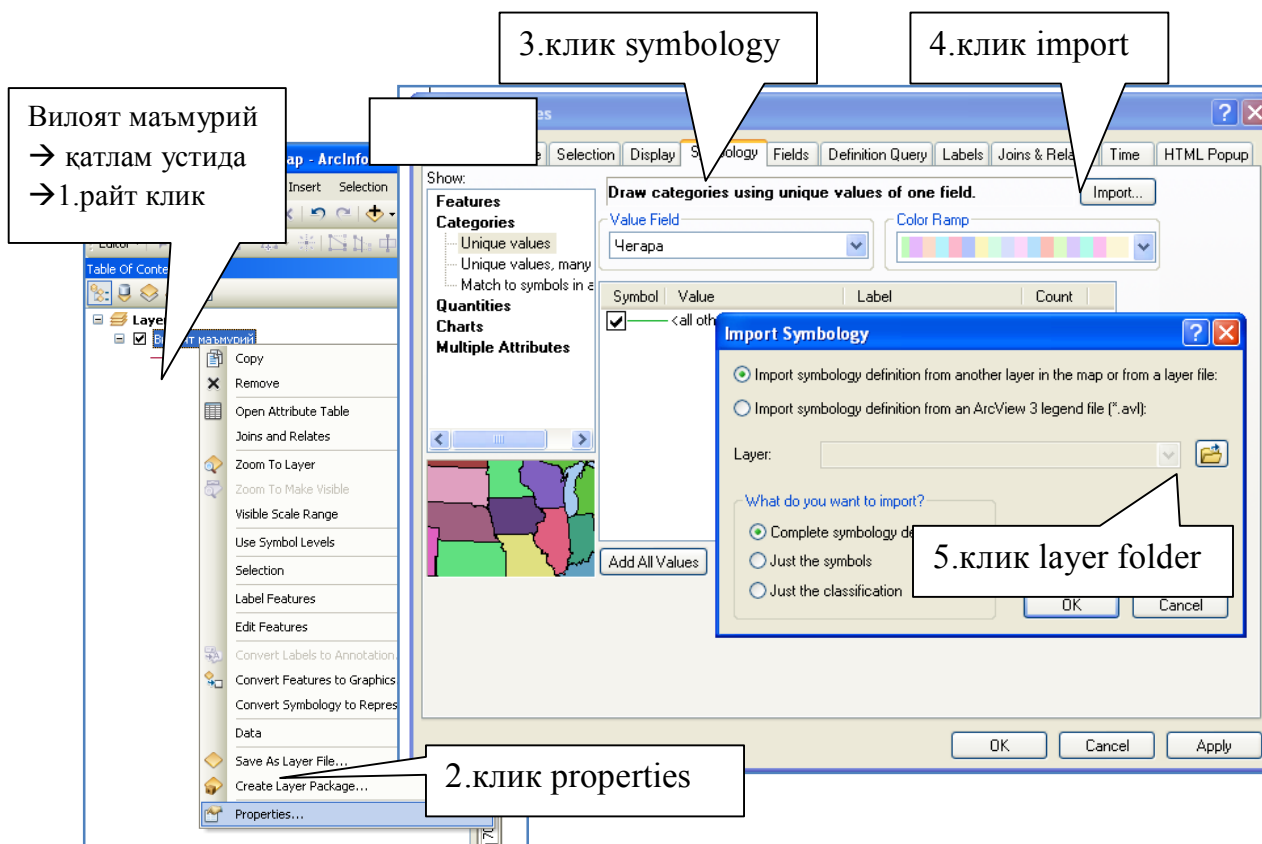 3.клик symbology
4.клик import
Вилоят маъмурий
→ қатлам устида
→1.райт клик
ap - ArcInfo
Insert Selection
Editor
Table Of Conte
Layer
маъмурий
Copy
Remove
Open Attribute Table
Joins and Relates
Zoom To Layer
Zoom To Make Visible
Visible Scale Range
Use Symbol Levels
Selection
Label Features
Edit Features
Convert Labels to Annotation
Convert Features to Graphics
Convert Symbology to Repres
Data
Save As Layer File...
Create Layer Package...
Properties...
2.клик properties
es
Selection Display Fields Definition Query Labels Joins & Rela Time HTML Popup
Show:
Features
Categories
Unique values
Unique values, many
Match to symbols in a
Quantities
Charts
Multiple Attributes
Draw categories using unique values of one field.
Import...
Value Field
Чегара
Color Ramp
Symbol Value Label Count
<all oth
Add All Values
Import Symbology
Import symbology definition from another layer in the map or from a layer file:
Import symbology definition from an ArcView 3 legend file (*.avl):
Layer:
What do you want to import?
Complete symbology de
Just the symbols
Just the classification
5.клик layer folder
OK Cancel
OK Cancel Apply
70